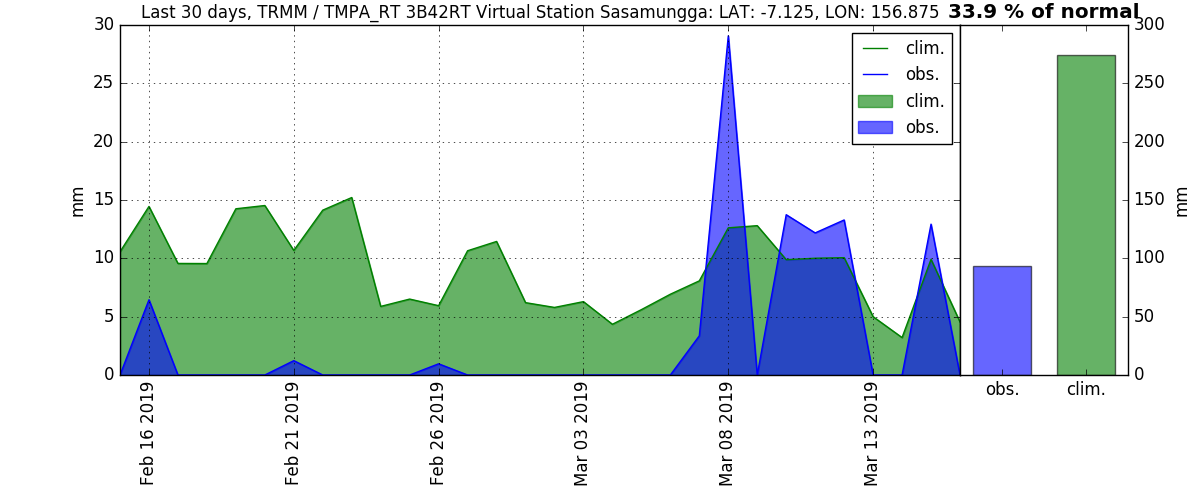 Last 30 days, TRMM / TMPA_RT 3B42RT Virtual Station Sasamungga: LAT: -7.125, LON: 156.875 33.9 % of normal
30
25
20
15
10
5
0
mm
clim.
obs.
clim.
obs.
300
250
200
150
100
50
0
mm
obs. clim.
Feb 16 2019
Feb 21 2019
Feb 26 2019
Mar 03 2019
Mar 08 2019
Mar 13 2019